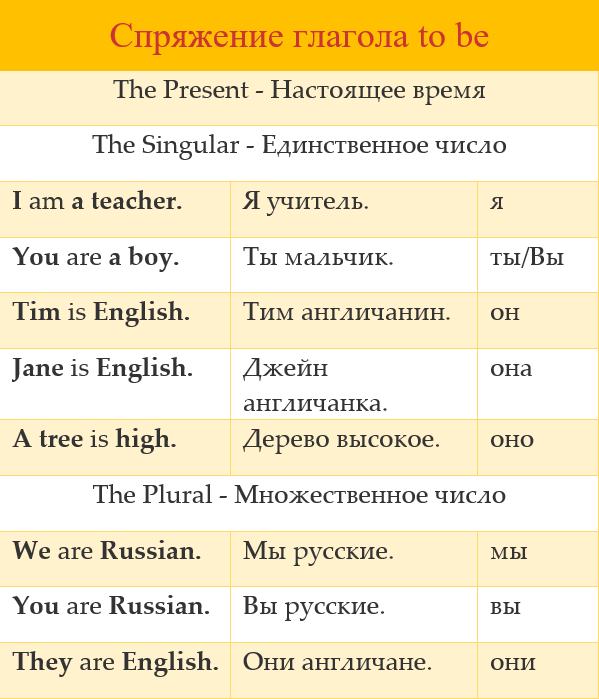 Спряжение глагола to be
The Present - Настоящее время
The Singular - Единственное число
I am a teacher. Я учитель. я
You are a boy. Ты мальчик. ты/Вы
Tim is English. Тим англичанин. он
Jane is English. Джейн она
англичанка.
A tree is high. Дерево высокое. оно
The Plural - Множественное число
We are Russian. Мы русские. мы
You are Russian. Вы русские. вы
They are English. Они англичане. они